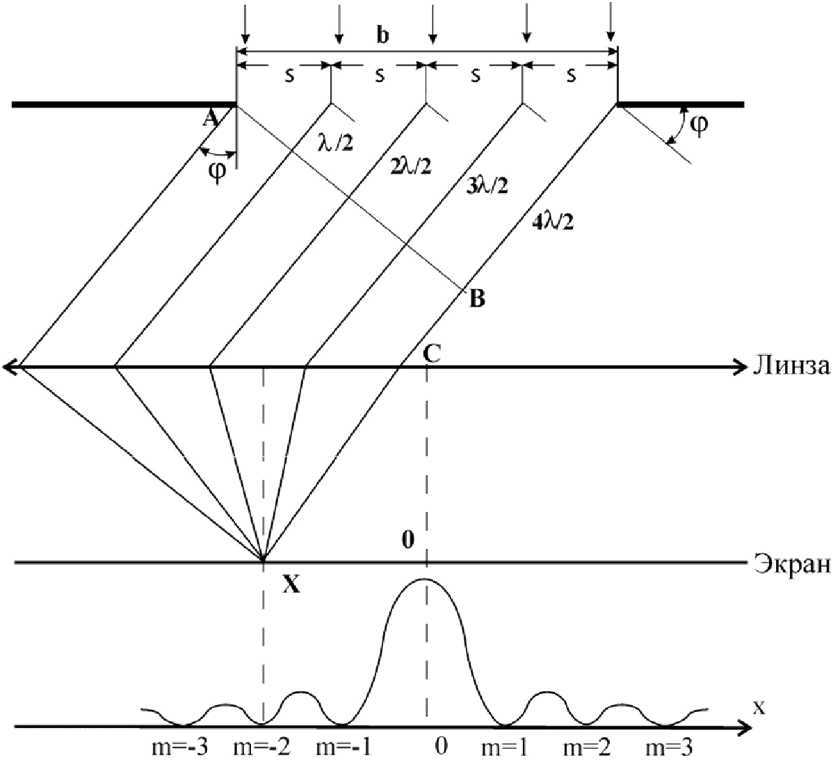 b
s s s s
A
φ
φ
λ/2
2λ/2
3λ/2
4λ/2
B
C
Линза
0
X
Экран
x
m=-3 m=-2 m=-1 0 m=1 m=2 m=3